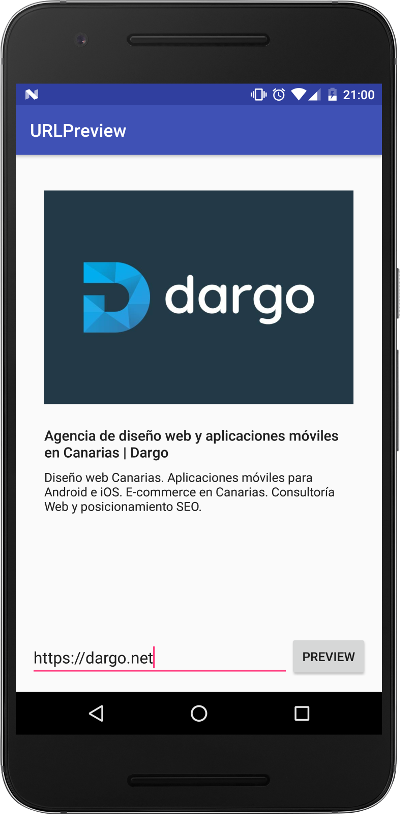 21:00
URLPreview
dargo
Agencia de diseño web y aplicaciones móviles
en Canarias | Dargo
Diseño web Canarias. Aplicaciones móviles para
Android e iOS. E-commerce en Canarias. Consultoría
Web y posicionamiento SEO.
https://dargo.net
PREVIEW